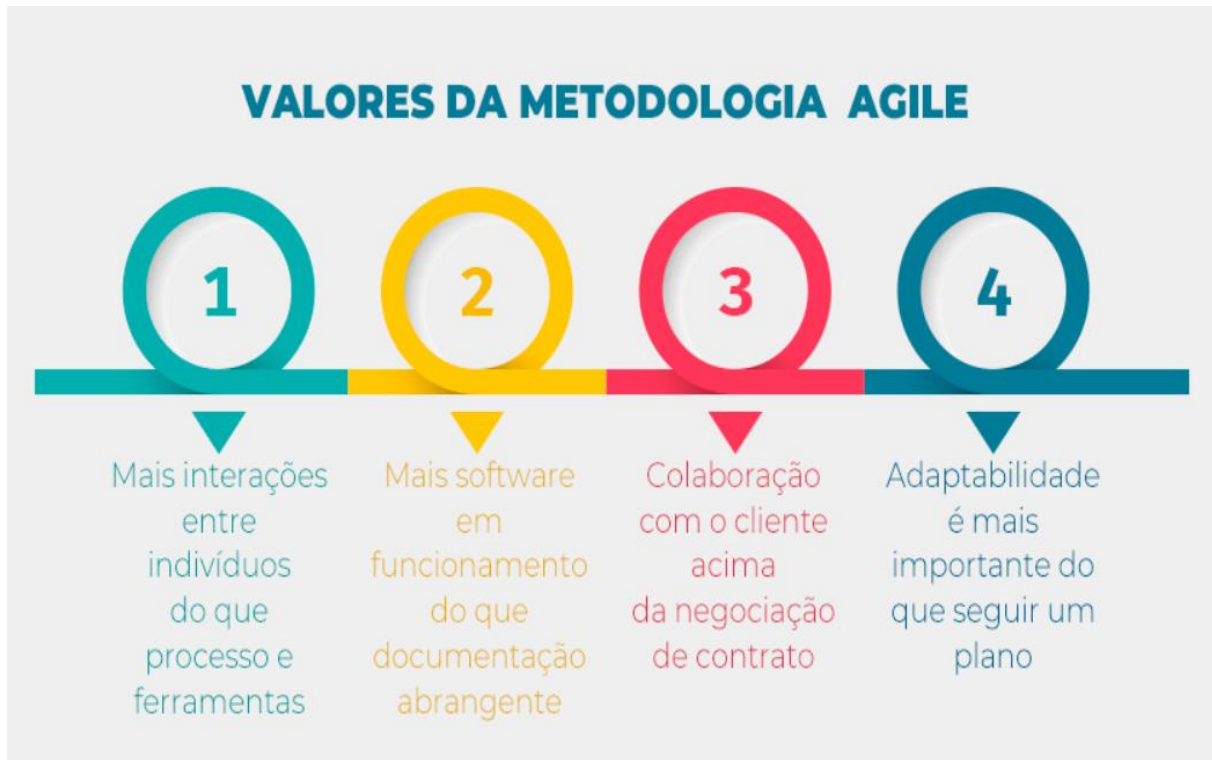 VALORES DA METODOLOGIA AGILE
1
Mais interações
entre
indivíduos
do que
processo e
ferramentas
2
Mais software
em
funcionamento
do que
documentação
abrangente
3
Colaboração
com o cliente
acima
da negociação
de contrato
4
Adaptabilidade
é mais
importante do
que seguir um
plano